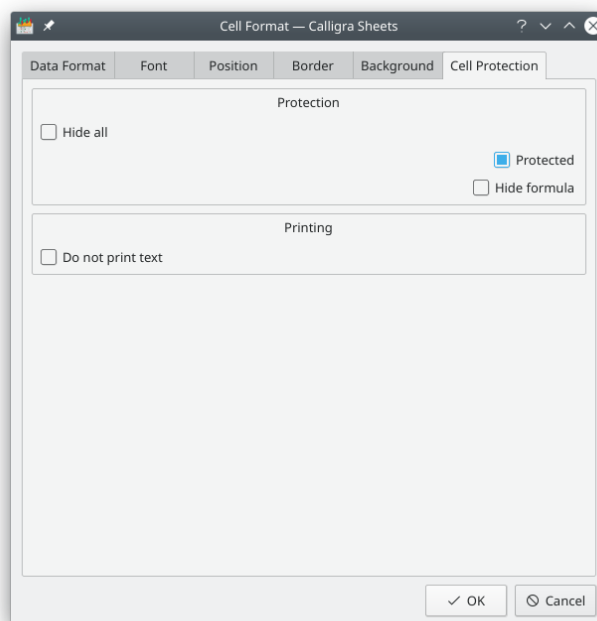 Cell Format — Calligra Sheets
Data Format Font Position Border Background Cell Protection
Protection
Hide all
Protected
Hide formula
Printing
Do not print text
OK Cancel